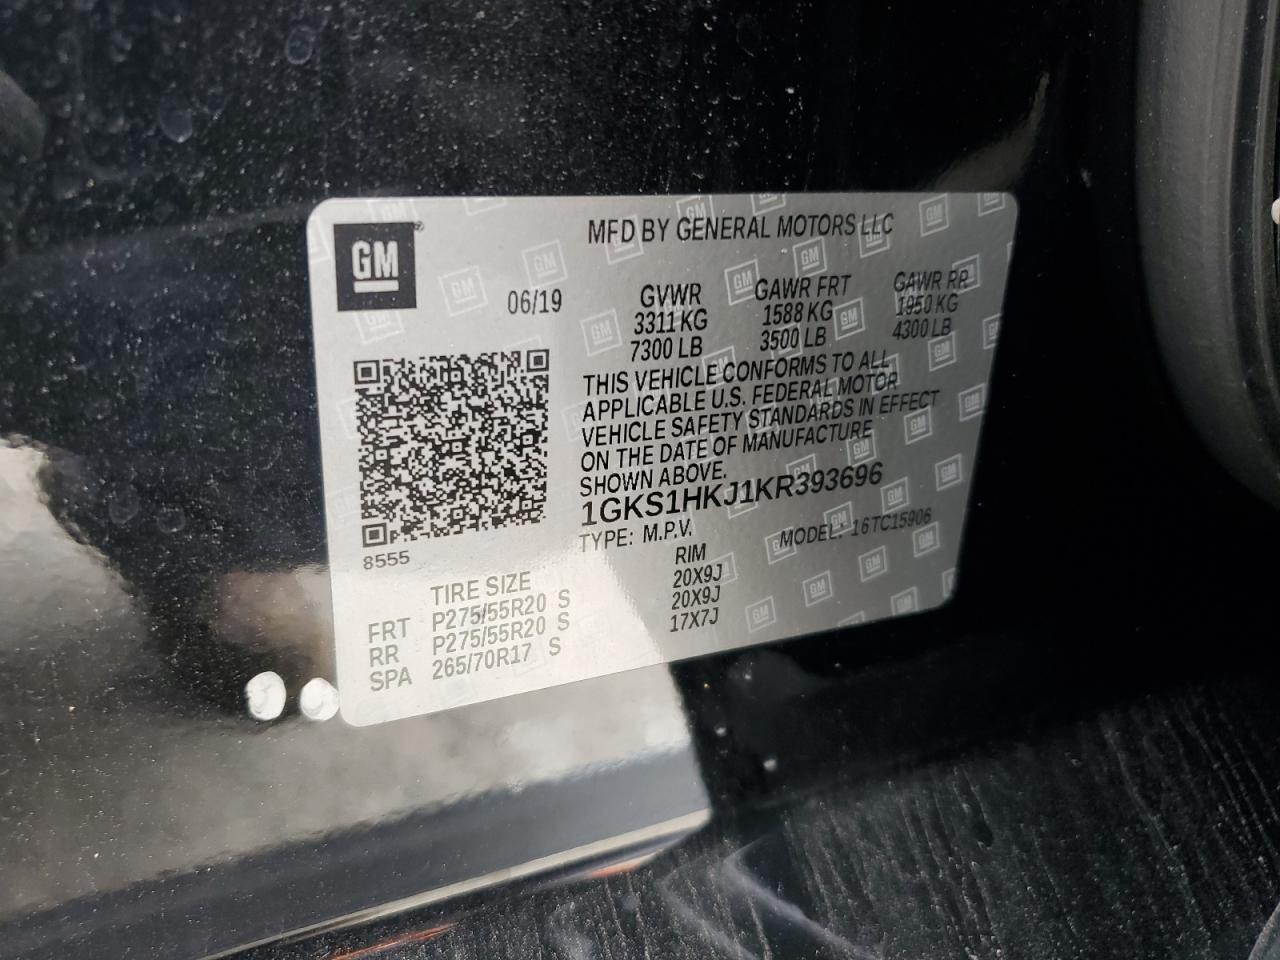 GM
MFD BY GENERAL MOTORS LLC
06/19
GVWR GAWR FRT GAWR RR
3311 KG 1588 KG 1950 KG
7300 LB 3500 LB 4300 LB
THIS VEHICLE CONFORMS TO ALL
APPLICABLE U.S. FEDERAL MOTOR
VEHICLE SAFETY STANDARDS IN EFFECT
ON THE DATE OF MANUFACTURE
SHOWN ABOVE.
1GKS1HKJ1KR393696
TYPE: M.P.V. MODEL: 16TC15906
8555
TIRE SIZE RIM
FRT P275/55R20 S 20X9J
RR P275/55R20 S 20X9J
SPA 265/70R17 S 17X7J